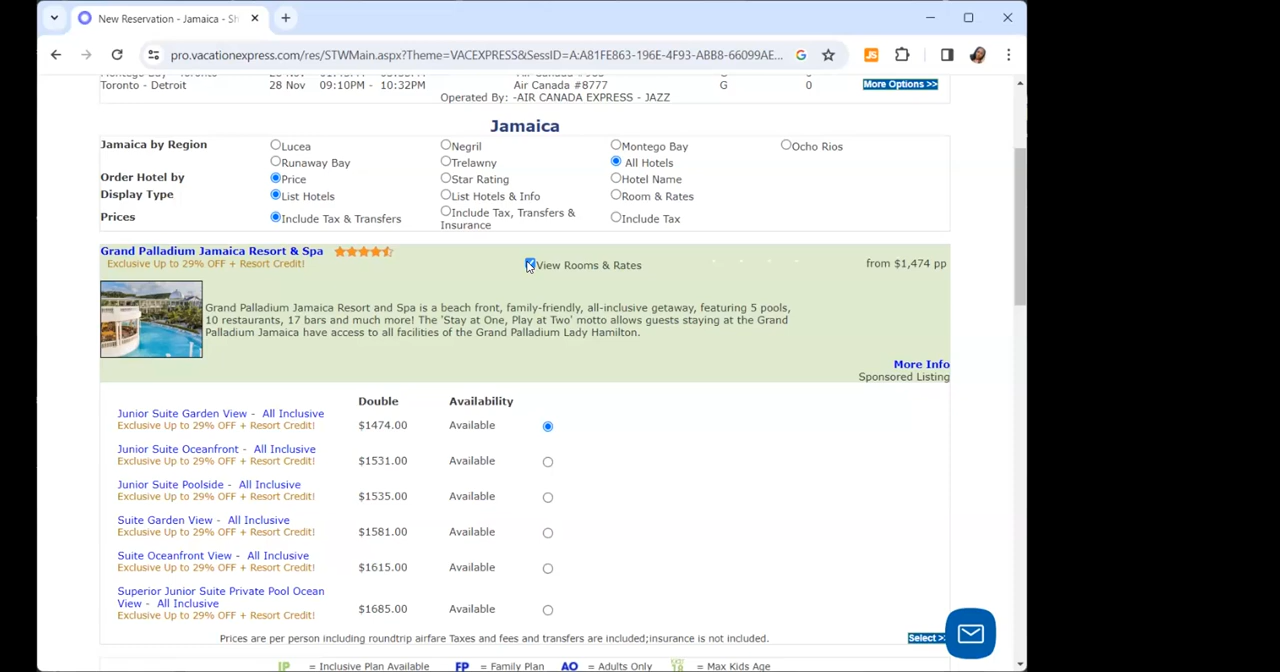 New Reservation - Jamaica - Sh
pro.vacationexpress.com/res/STWMain.aspx?Theme=VACEXPRESS&SessID=A:A81FE863-196E-4F93-ABB8-66099AE...
Toronto - Detroit 28 Nov 09:10PM - 10:32PM Air Canada #8777 G 0 More Options >>
Operated By: -AIR CANADA EXPRESS - JAZZ
Jamaica
Jamaica by Region Lucea Negril Montego Bay Ocho Rios
Runaway Bay Trelawny All Hotels
Order Hotel by Price Star Rating Hotel Name
Display Type List Hotels List Hotels & Info Room & Rates
Prices Include Tax & Transfers Include Tax, Transfers & Insurance Include Tax
Grand Palladium Jamaica Resort & Spa
Exclusive Up to 29% OFF + Resort Credit! View Rooms & Rates from $1,474 pp
Grand Palladium Jamaica Resort and Spa is a beach front, family-friendly, all-inclusive getaway, featuring 5 pools,
10 restaurants, 17 bars and much more! The 'Stay at One, Play at Two' motto allows guests staying at the Grand
Palladium Jamaica have access to all facilities of the Grand Palladium Lady Hamilton.
More Info
Sponsored Listing
Double Availability
Junior Suite Garden View - All Inclusive
Exclusive Up to 29% OFF + Resort Credit! $1474.00 Available
Junior Suite Oceanfront - All Inclusive
Exclusive Up to 29% OFF + Resort Credit! $1531.00 Available
Junior Suite Poolside - All Inclusive
Exclusive Up to 29% OFF + Resort Credit! $1535.00 Available
Suite Garden View - All Inclusive
Exclusive Up to 29% OFF + Resort Credit! $1581.00 Available
Suite Oceanfront View - All Inclusive
Exclusive Up to 29% OFF + Resort Credit! $1615.00 Available
Superior Junior Suite Private Pool Ocean
View - All Inclusive
Exclusive Up to 29% OFF + Resort Credit! $1685.00 Available
Prices are per person including roundtrip airfare Taxes and fees and transfers are included;insurance is not included. Select >
IP = Inclusive Plan Available FP = Family Plan AO = Adults Only = Max Kids Age